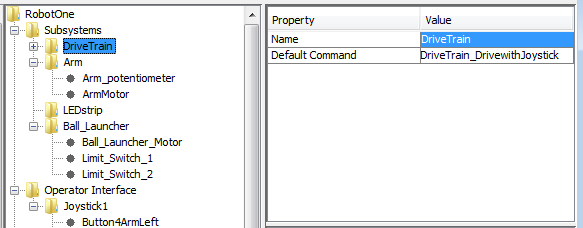 RobotOne
Subsystems
DriveTrain
Arm
Arm_potentiometer
ArmMotor
LEDstrip
Ball_Launcher
Ball_Launcher_Motor
Limit_Switch_1
Limit_Switch_2
Operator Interface
Joystick1
Button4ArmLeft
Property Value
Name DriveTrain
Default Command DriveTrain_DrivewithJoystick